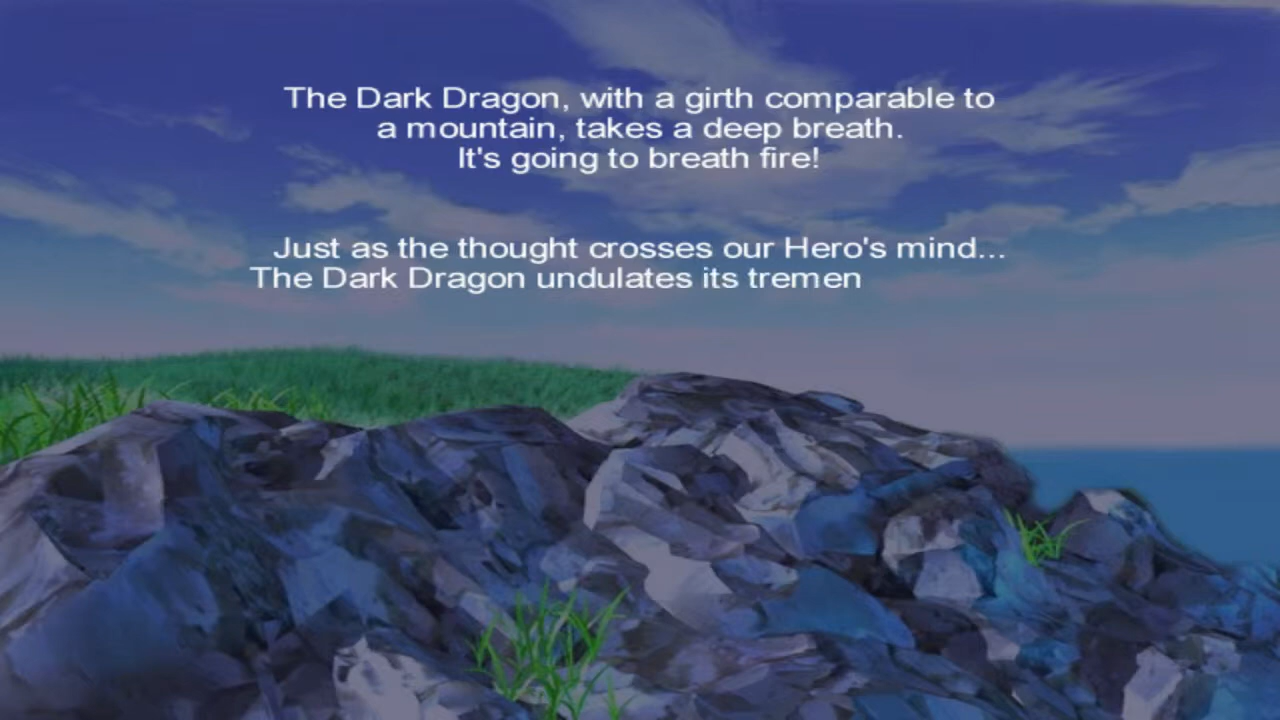 The Dark Dragon, with a girth comparable to
a mountain, takes a deep breath.
It's going to breath fire!
Just as the thought crosses our Hero's mind...
The Dark Dragon undulates its tremen